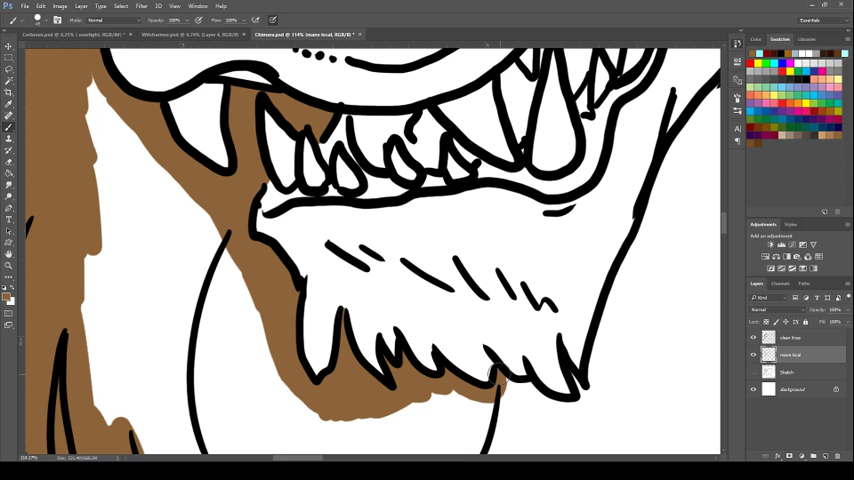 Ps File Edit Image Layer Type Select Filter 3D View Window Help
Mode: Normal Opacity: 100% Flow: 100% Essentials
Chimera.psd @ 114% (mane local, RGB/8) *
Color Swatches Libraries
Adjustments Styles
Add an adjustment
Layers Channels Paths
Kind
Normal Opacity: 100%
Lock: Fill: 100%
clean lines
mane local
Sketch
Background